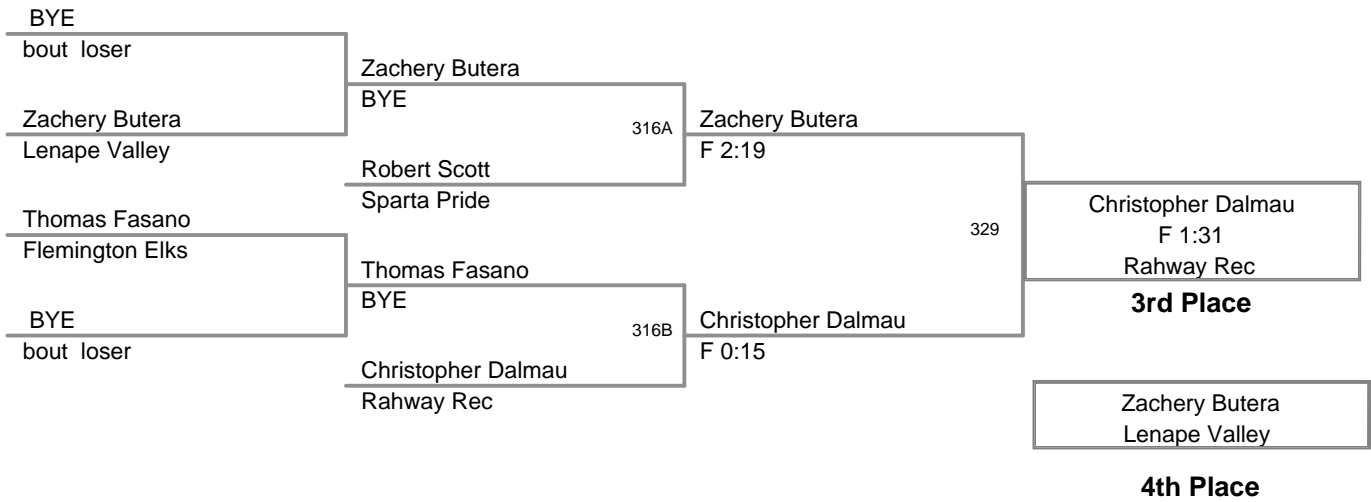 BYE
bout loser
Zachery Butera
BYE
Zachery Butera
Lenape Valley
316A
Zachery Butera
F 2:19
Robert Scott
Sparta Pride
Thomas Fasano
Flemington Elks
329
Christopher Dalmau
F 1:31
Rahway Rec
3rd Place
Thomas Fasano
BYE
BYE
bout loser
316B
Christopher Dalmau
F 0:15
Christopher Dalmau
Rahway Rec
Zachery Butera
Lenape Valley
4th Place